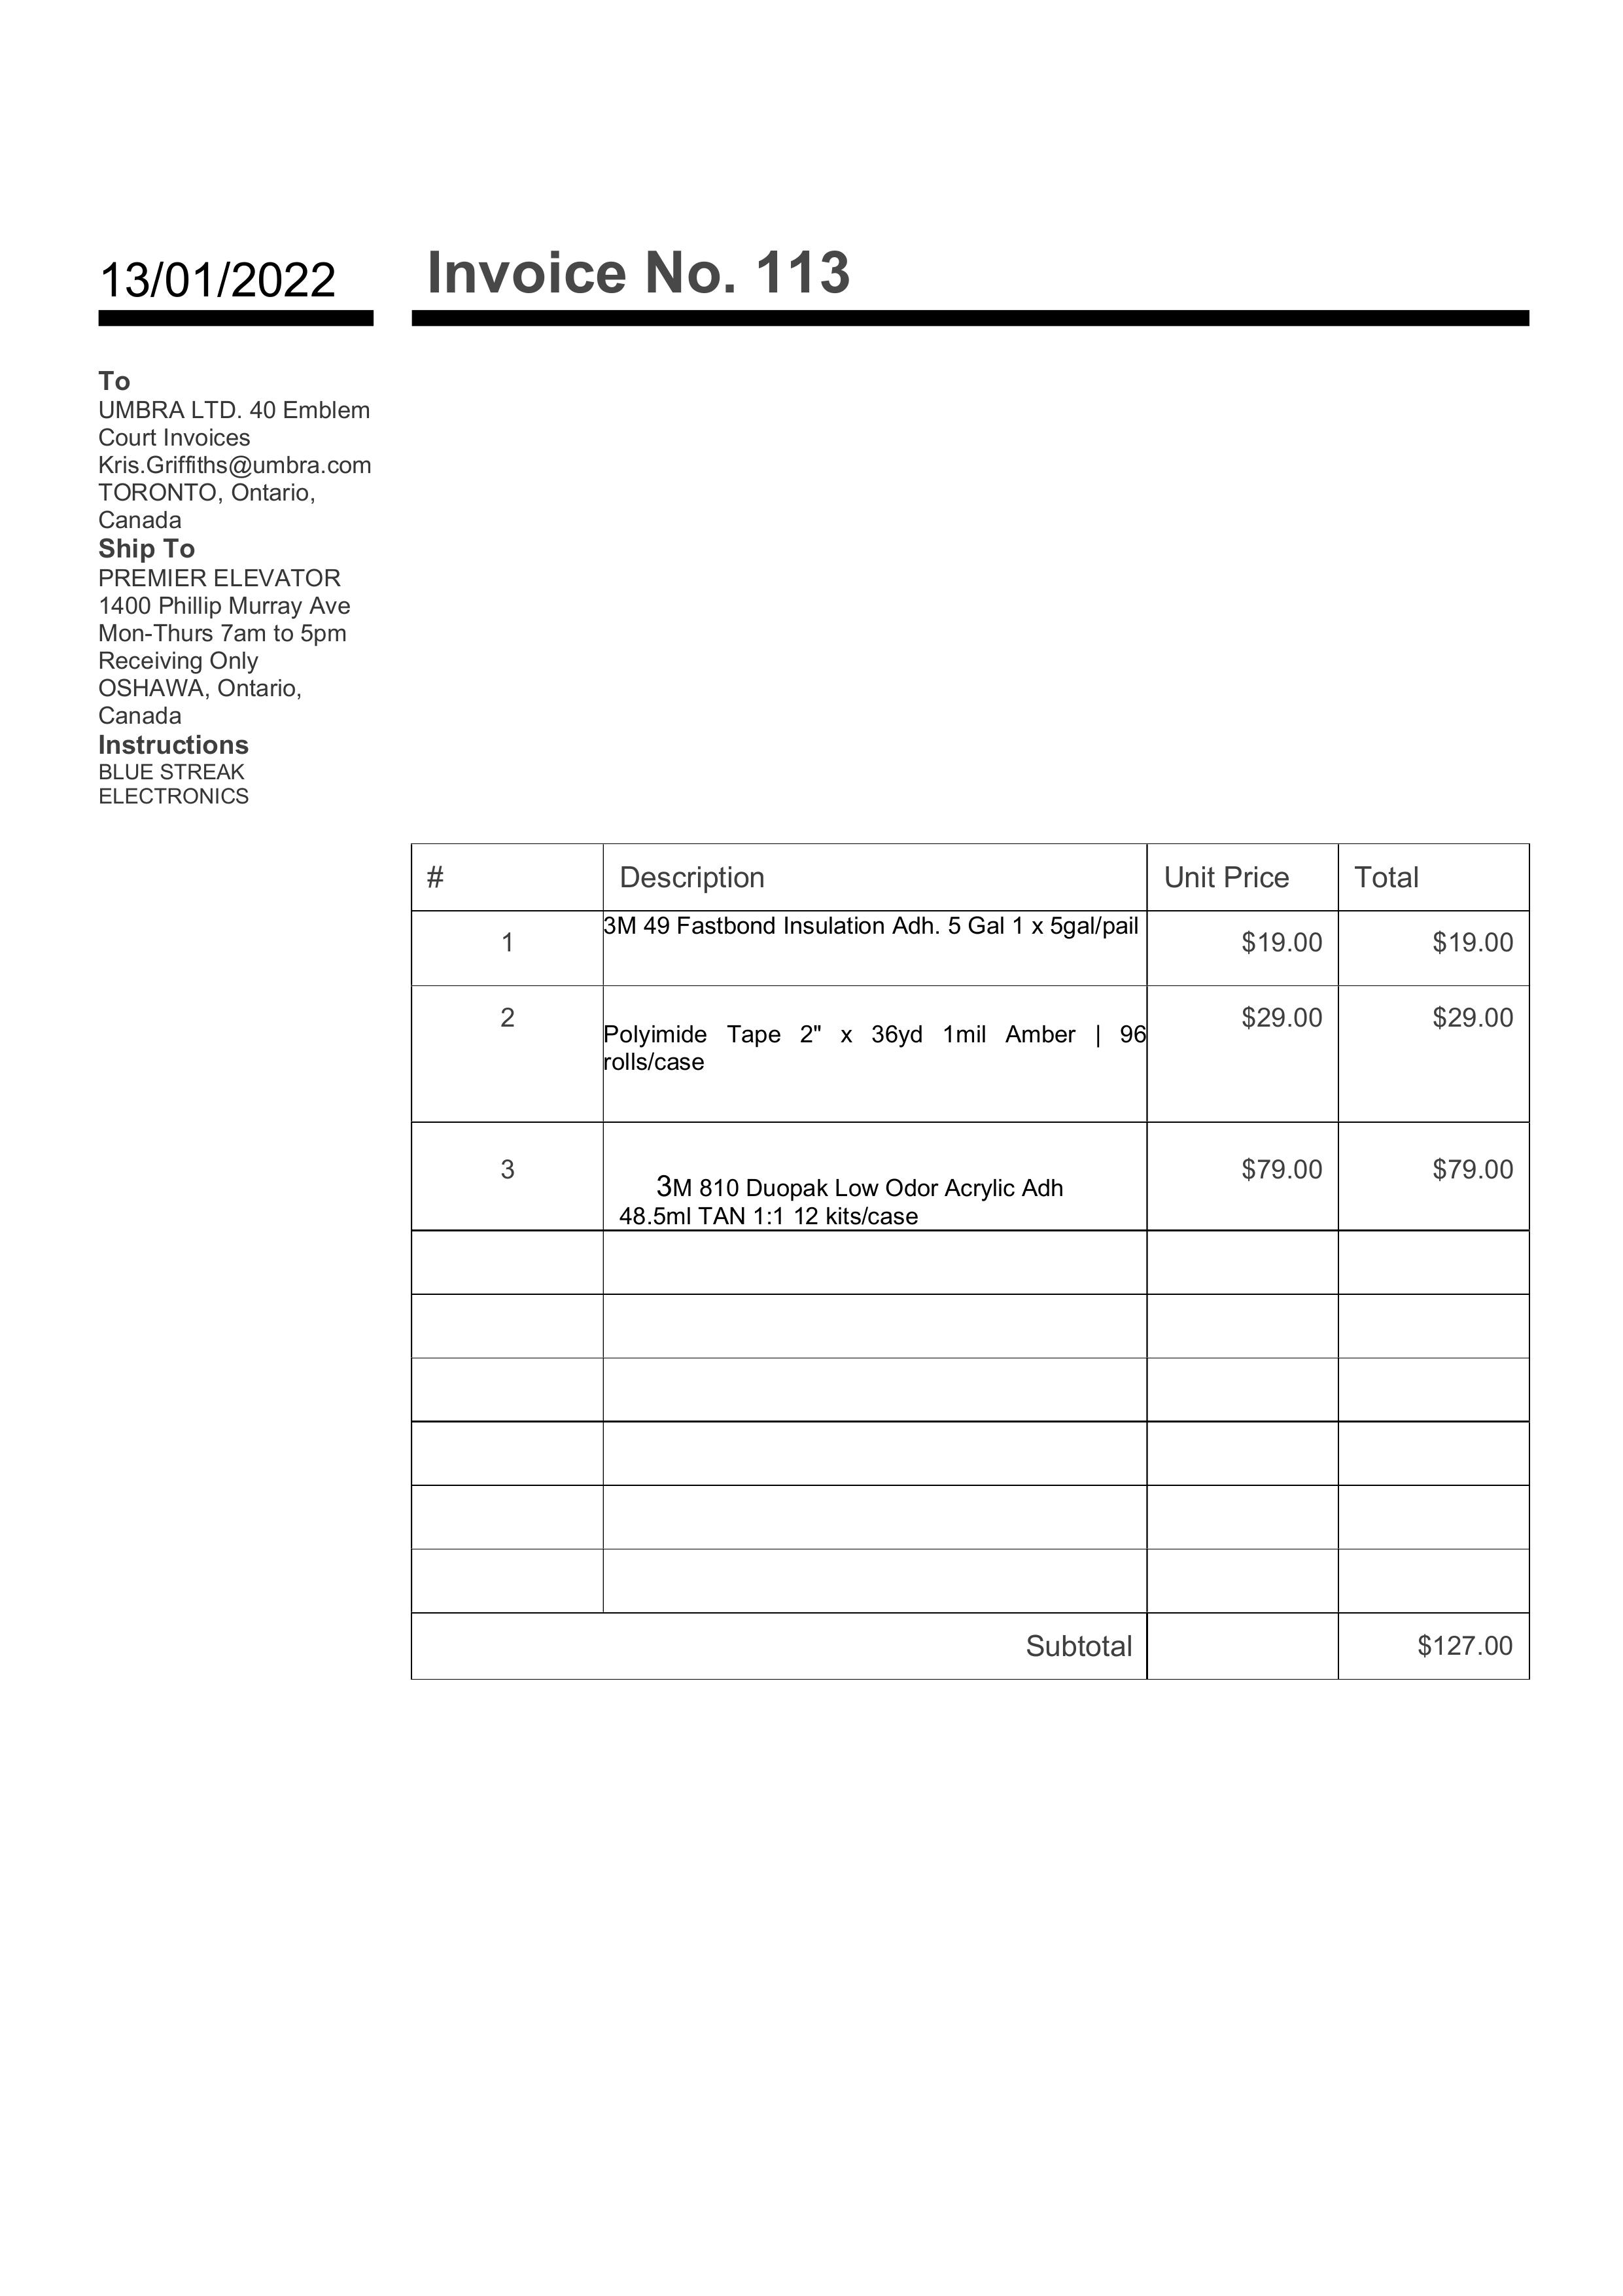 13/01/2022
Invoice No. 113
To
UMBRA LTD. 40 Emblem
Court Invoices
Kris.Griffiths@umbra.com
TORONTO, Ontario,
Canada
Ship To
PREMIER ELEVATOR
1400 Phillip Murray Ave
Mon-Thurs 7am to 5pm
Receiving Only
OSHAWA, Ontario,
Canada
Instructions
BLUE STREAK
ELECTRONICS
# Description Unit Price Total
1 3M 49 Fastbond Insulation Adh. 5 Gal 1 x 5gal/pail $19.00 $19.00
2 Polyimide Tape 2" x 36yd 1mil Amber | 96 $29.00 $29.00
rolls/case
3 3M 810 Duopak Low Odor Acrylic Adh $79.00 $79.00
48.5ml TAN 1:1 12 kits/case
Subtotal $127.00